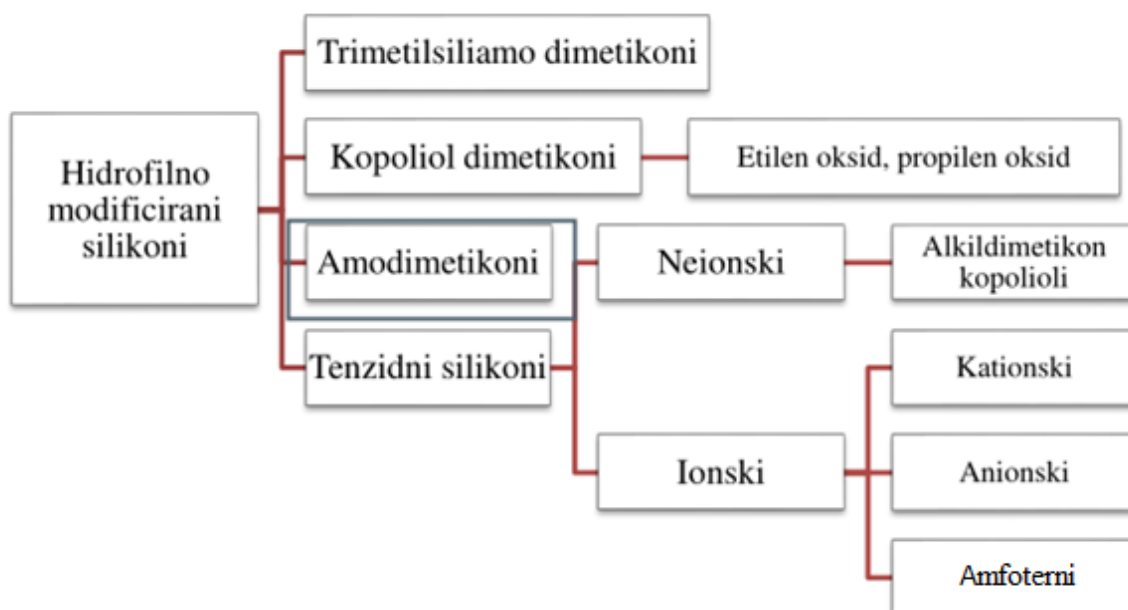 Trimetilsiliamo dimetikoni
Hidrofilno
modificirani
silikoni
Kopoliol dimetikoni
Etilen oksid, propilen oksid
Amodimetikoni
Neionski
Alkildimetikon
kopolioli
Tenzidni silikoni
Kationski
Ionski
Anionski
Amfoterni